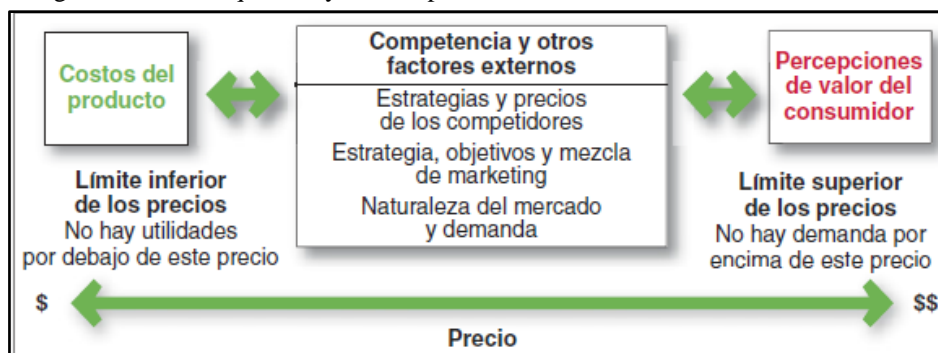 Costos del
producto
Competencia y otros
factores externos
Estrategias y precios
de los competidores
Estrategia, objetivos y mezcla
de marketing
Naturaleza del mercado
y demanda
Percepciones
de valor del
consumidor
Límite inferior
de los precios
No hay utilidades
por debajo de este precio
Límite superior
de los precios
No hay demanda por
encima de este precio
$
$$
Precio